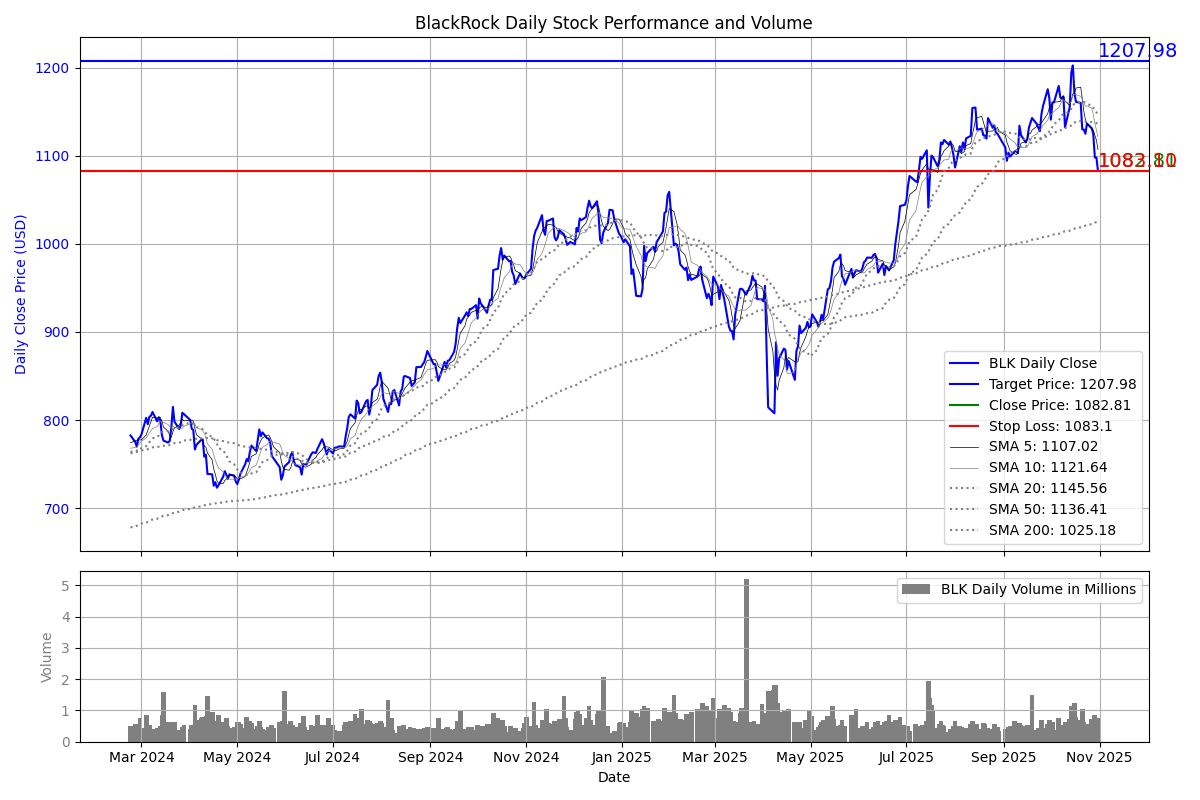 BlackRock Daily Stock Performance and Volume
1207.98
1200
1100
1083.10
1000
900
800
700
Daily Close Price (USD)
BLK Daily Close
Target Price: 1207.98
Close Price: 1082.81
Stop Loss: 1083.1
SMA 5: 1107.02
SMA 10: 1121.64
SMA 20: 1145.56
SMA 50: 1136.41
SMA 200: 1025.18
BLK Daily Volume in Millions
5
4
3
2
1
0
Volume
Mar 2024 May 2024 Jul 2024 Sep 2024 Nov 2024 Jan 2025 Mar 2025 May 2025 Jul 2025 Sep 2025 Nov 2025
Date